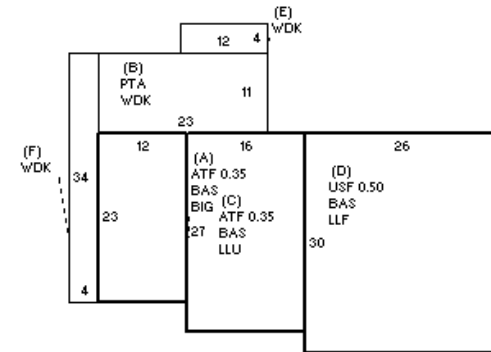 (E)
WDK
12
4
(B)
PTA
WDK
11
23
(F)
WDK
34
12
16
26
(A)
ATF 0.35
BAS
BIG
(C)
ATF 0.35
BAS
LLU
(D)
USF 0.50
BAS
LLF
23
27
30
4